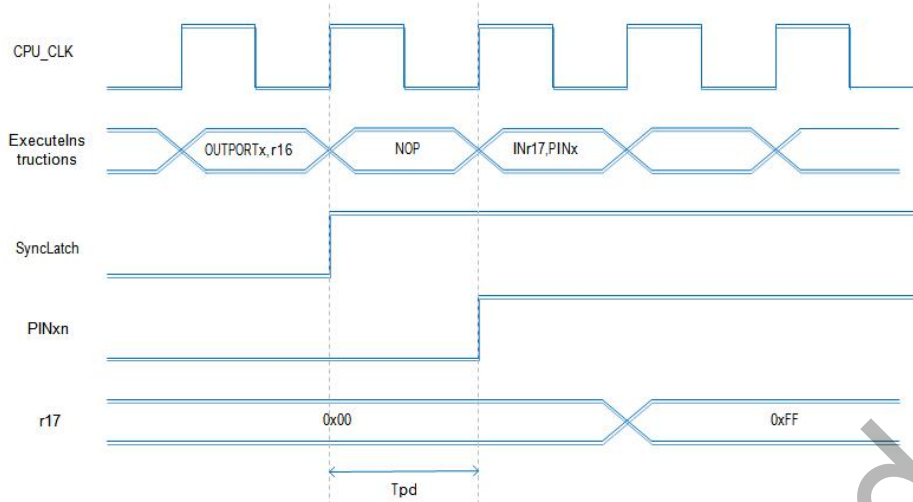 CPU_CLK
ExecuteIns
tructions
OUTPORTx, r16
NOP
INr17,PINx
SyncLatch
PINxn
r17
0x00
0xFF
Tpd